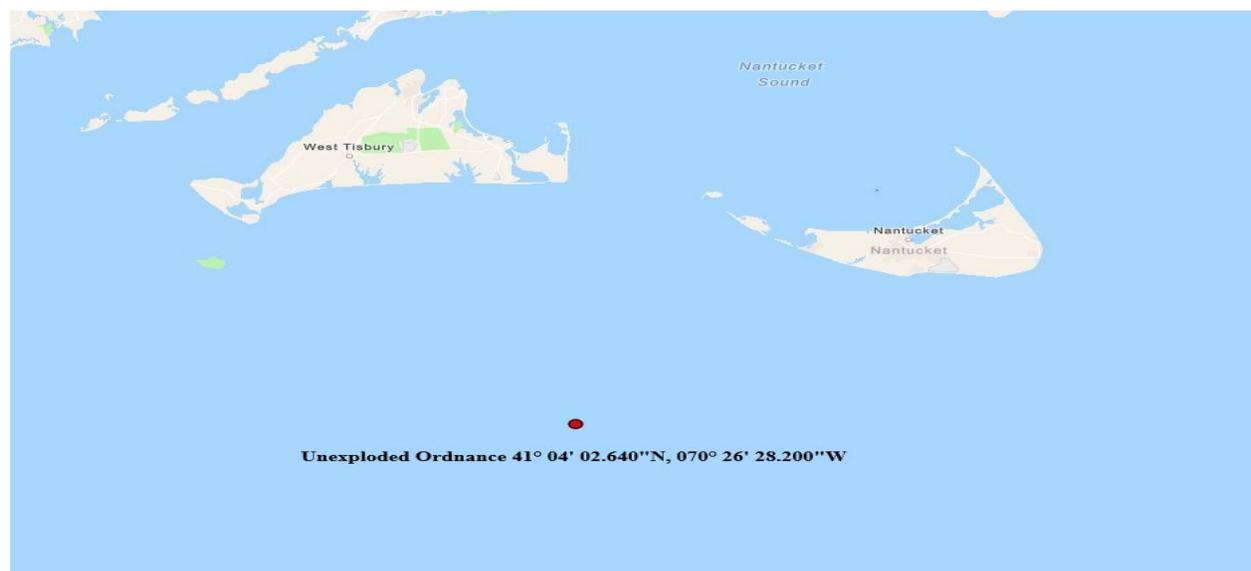 Nantucket
Sound
West Tisbury
Nantucket
Nantucket
Unexploded Ordnance 41° 04' 02.640"N, 070° 26' 28.200"W